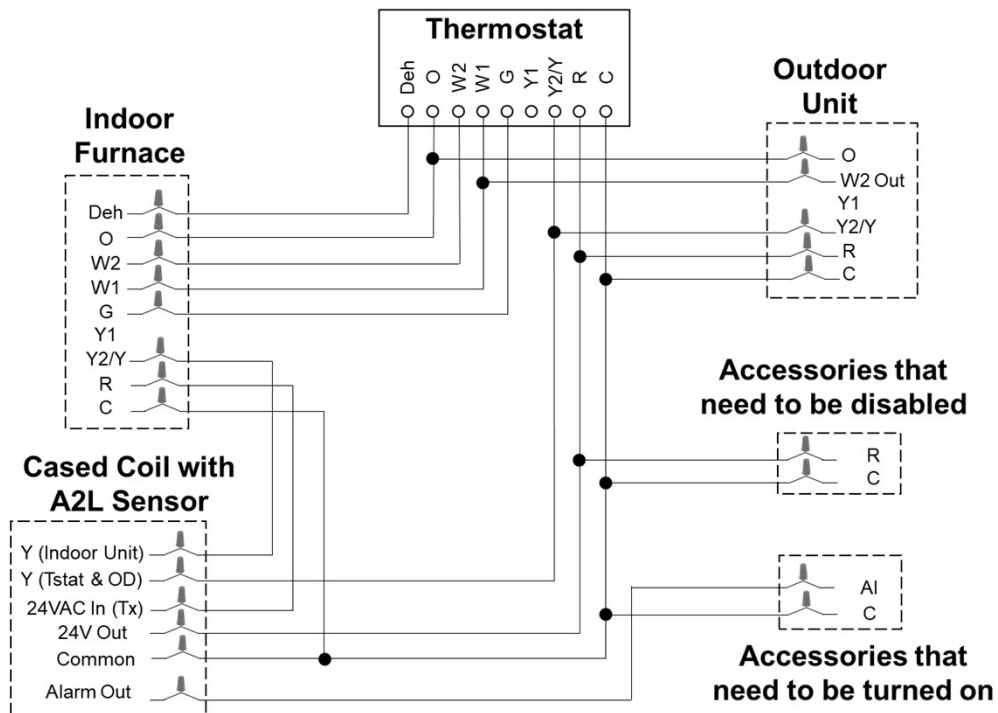 Thermostat
Deh O W2 W1 G Y1 Y2/Y R C
Outdoor
Unit
O
W2 Out
Y1
Y2/Y
R
C
Indoor
Furnace
Deh
O
W2
W1
G
Y1
Y2/Y
R
C
Accessories that
need to be disabled
R
C
Cased Coil with
A2L Sensor
Y (Indoor Unit)
Y (Tstat & OD)
24VAC In (Tx)
24V Out
Common
Alarm Out
Al
C
Accessories that
need to be turned on